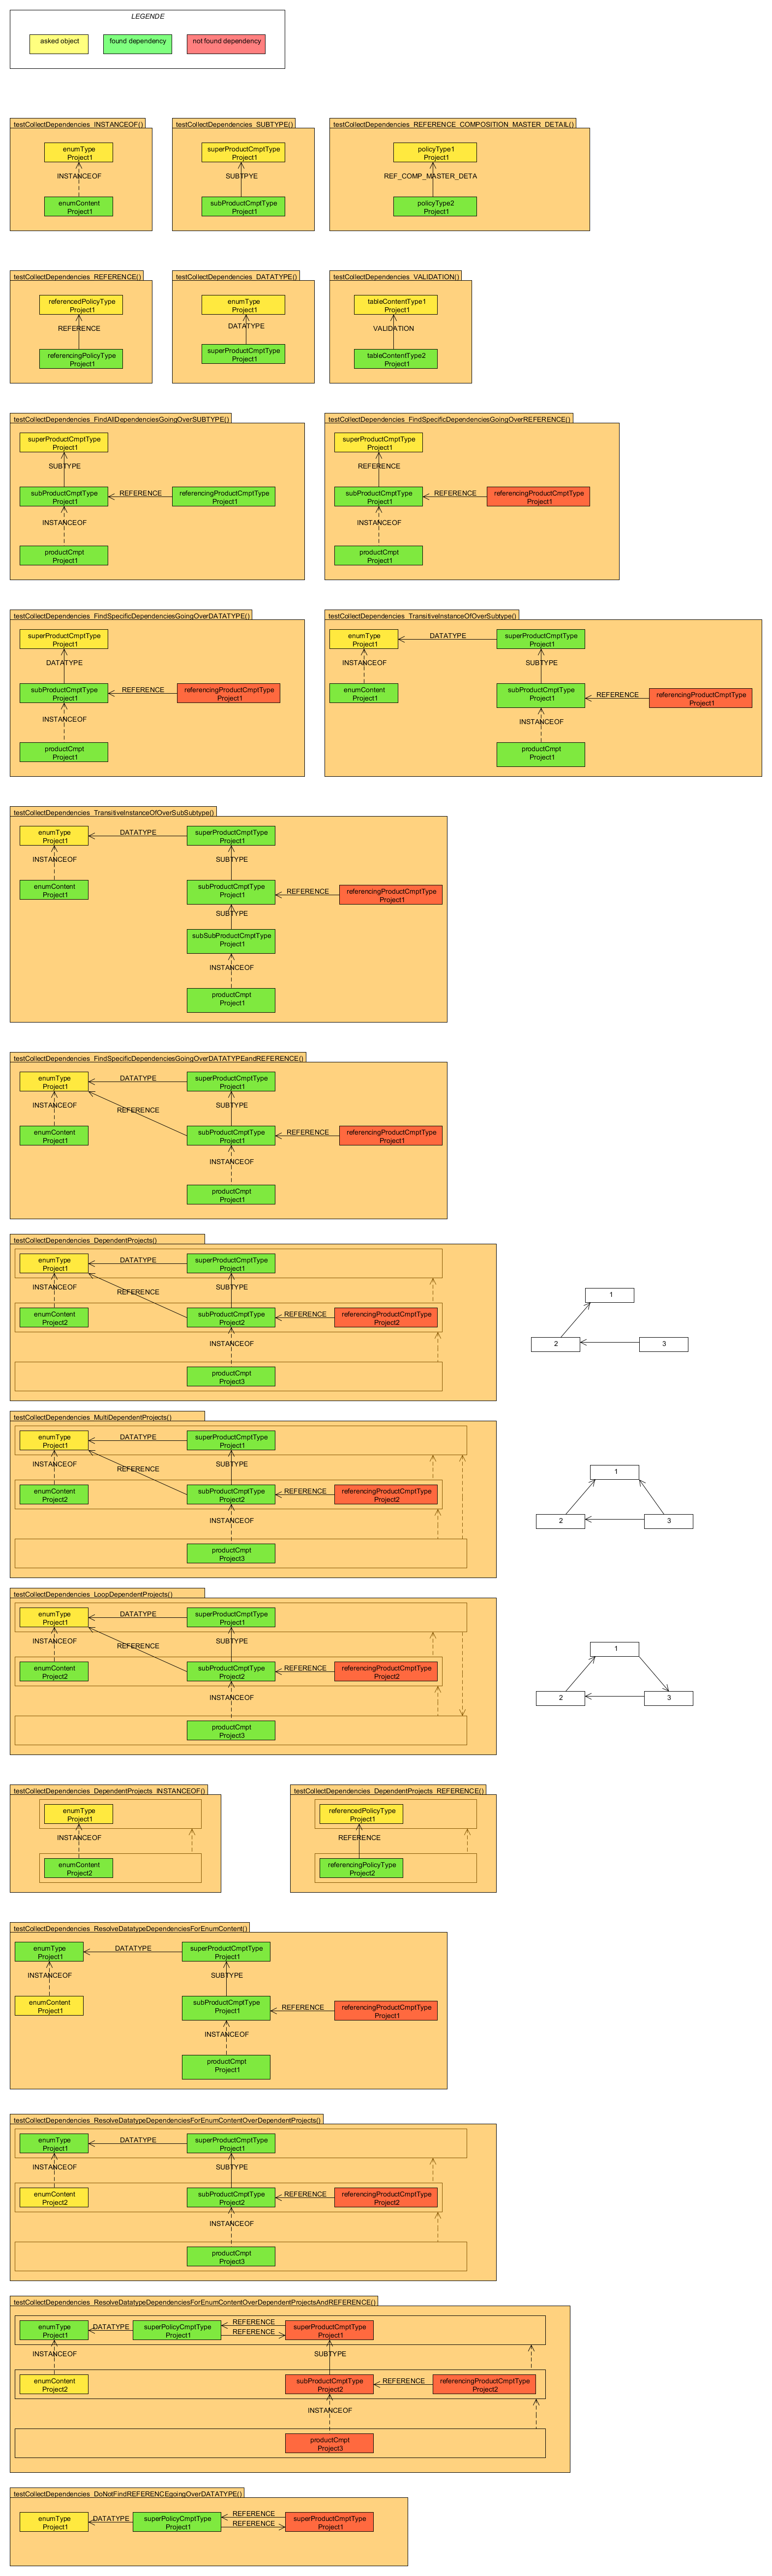 LEGENDE
asked object
found dependency
not found dependency
testCollectDependencies_INSTANCEOF()
enumType
Project1
INSTANCEOF
enumContent
Project1
testCollectDependencies_SUBTYPE()
superProductCmptType
Project1
SUBTPYE
subProductCmptType
Project1
testCollectDependencies_REFERENCE_COMPOSITION_MASTER_DETAIL()
policyType1
Project1
REF_COMP_MASTER_DETA
policyType2
Project1
testCollectDependencies_REFERENCE()
referencedPolicyType
Project1
REFERENCE
referencingPolicyType
Project1
testCollectDependencies_DATATYPE()
enumType
Project1
DATATYPE
superProductCmptType
Project1
testCollectDependencies_VALIDATION()
tableContentType1
Project1
VALIDATION
tableContentType2
Project1
testCollectDependencies_FindAllDependenciesGoingOverSUBTYPE()
superProductCmptType
Project1
SUBTYPE
subProductCmptType
Project1
REFERENCE
referencingProductCmptType
Project1
INSTANCEOF
productCmpt
Project1
testCollectDependencies_FindSpecificDependenciesGoingOverREFERENCE()
superProductCmptType
Project1
REFERENCE
subProductCmptType
Project1
REFERENCE
referencingProductCmptType
Project1
INSTANCEOF
productCmpt
Project1
testCollectDependencies_FindSpecificDependenciesGoingOverDATATYPE()
superProductCmptType
Project1
DATATYPE
subProductCmptType
Project1
REFERENCE
referencingProductCmptType
Project1
INSTANCEOF
productCmpt
Project1
testCollectDependencies_TransitiveInstanceOfOverSubtype()
enumType
Project1
DATATYPE
superProductCmptType
Project1
INSTANCEOF
SUBTYPE
enumContent
Project1
subProductCmptType
Project1
REFERENCE
referencingProductCmptType
Project1
INSTANCEOF
productCmpt
Project1
testCollectDependencies_TransitiveInstanceOfOverSubSubtype()
enumType
Project1
DATATYPE
superProductCmptType
Project1
INSTANCEOF
SUBTYPE
enumContent
Project1
subProductCmptType
Project1
REFERENCE
referencingProductCmptType
Project1
SUBTYPE
subSubProductCmptType
Project1
INSTANCEOF
productCmpt
Project1
testCollectDependencies_FindSpecificDependenciesGoingOverDATATYPEandREFERENCE()
enumType
Project1
DATATYPE
superProductCmptType
Project1
INSTANCEOF
REFERENCE
SUBTYPE
enumContent
Project1
subProductCmptType
Project1
REFERENCE
referencingProductCmptType
Project1
INSTANCEOF
productCmpt
Project1
testCollectDependencies_DependentProjects()
enumType
Project1
DATATYPE
superProductCmptType
Project1
INSTANCEOF
REFERENCE
SUBTYPE
enumContent
Project2
subProductCmptType
Project2
REFERENCE
referencingProductCmptType
Project2
INSTANCEOF
productCmpt
Project3
1
2
3
testCollectDependencies_MultiDependentProjects()
enumType
Project1
DATATYPE
superProductCmptType
Project1
INSTANCEOF
REFERENCE
SUBTYPE
enumContent
Project2
subProductCmptType
Project2
REFERENCE
referencingProductCmptType
Project2
INSTANCEOF
productCmpt
Project3
1
2
3
testCollectDependencies_LoopDependentProjects()
enumType
Project1
DATATYPE
superProductCmptType
Project1
INSTANCEOF
REFERENCE
SUBTYPE
enumContent
Project2
subProductCmptType
Project2
REFERENCE
referencingProductCmptType
Project2
INSTANCEOF
productCmpt
Project3
1
2
3
testCollectDependencies_DependentProjects_INSTANCEOF()
enumType
Project1
INSTANCEOF
enumContent
Project2
testCollectDependencies_DependentProjects_REFERENCE()
referencedPolicyType
Project1
REFERENCE
referencingPolicyType
Project2
testCollectDependencies_ResolveDatatypeDependenciesForEnumContent()
enumType
Project1
DATATYPE
superProductCmptType
Project1
INSTANCEOF
SUBTYPE
enumContent
Project1
subProductCmptType
Project1
REFERENCE
referencingProductCmptType
Project1
INSTANCEOF
productCmpt
Project1
testCollectDependencies_ResolveDatatypeDependenciesForEnumContentOverDependentProjects()
enumType
Project1
DATATYPE
superProductCmptType
Project1
INSTANCEOF
SUBTYPE
enumContent
Project2
subProductCmptType
Project2
REFERENCE
referencingProductCmptType
Project2
INSTANCEOF
productCmpt
Project3
testCollectDependencies_ResolveDatatypeDependenciesForEnumContentOverDependentProjectsAndREFERENCE()
enumType
Project1
DATATYPE
superPolicyCmptType
Project1
REFERENCE
REFERENCE
superProductCmptType
Project1
INSTANCEOF
SUBTYPE
enumContent
Project2
subProductCmptType
Project2
REFERENCE
referencingProductCmptType
Project2
INSTANCEOF
productCmpt
Project3
testCollectDependencies_DoNotFindREFERENCEgoingOverDATATYPE()
enumType
Project1
DATATYPE
superPolicyCmptType
Project1
REFERENCE
REFERENCE
superProductCmptType
Project1